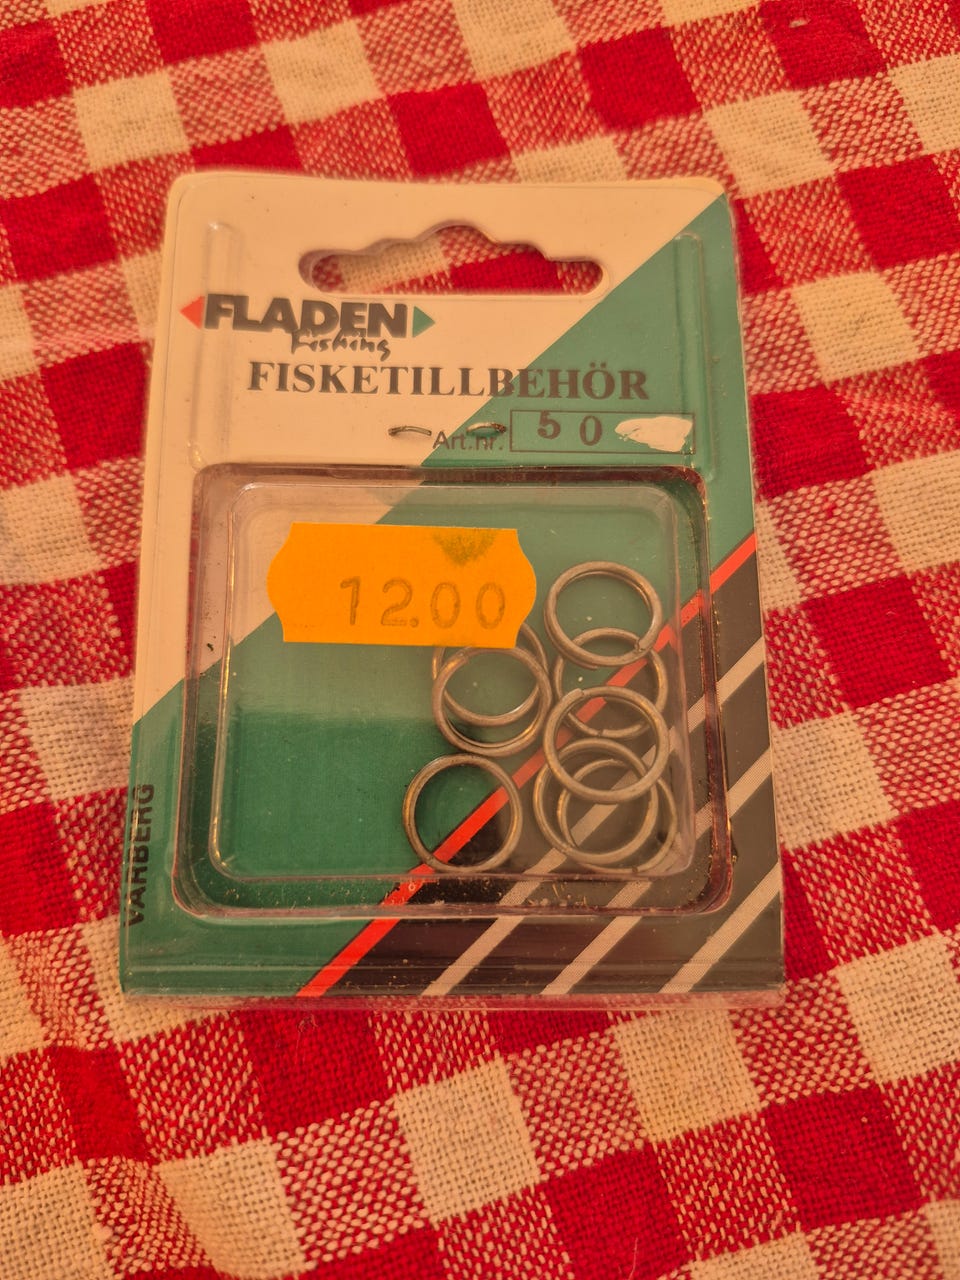 FLADEN
Fishing
FISKETILLBEHÖR
Art.nr. 50
12.00
VARBERG